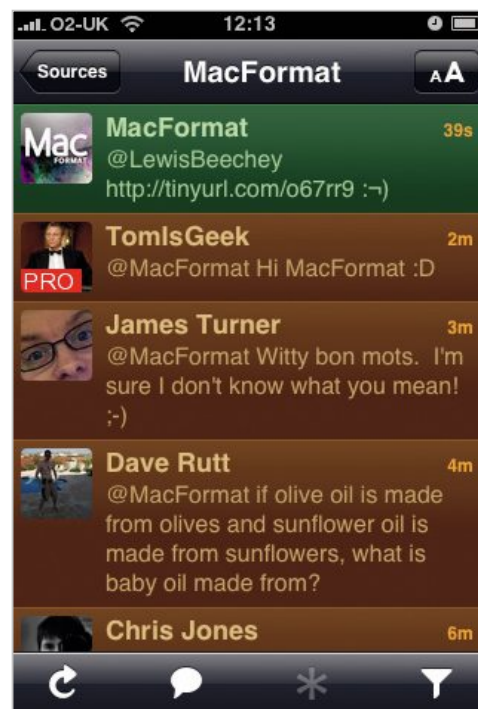 O2-UK 12:13
Sources MacFormat AA
Mac
FORMAT
MacFormat 39s
@LewisBeechey
http://tinyurl.com/o67rr9 :¬)
TomIsGeek 2m
@MacFormat Hi MacFormat :D
PRO
James Turner 3m
@MacFormat Witty bon mots. I'm
sure I don't know what you mean!
;-)
Dave Rutt 4m
@MacFormat if olive oil is made
from olives and sunflower oil is
made from sunflowers, what is
baby oil made from?
Chris Jones 6m